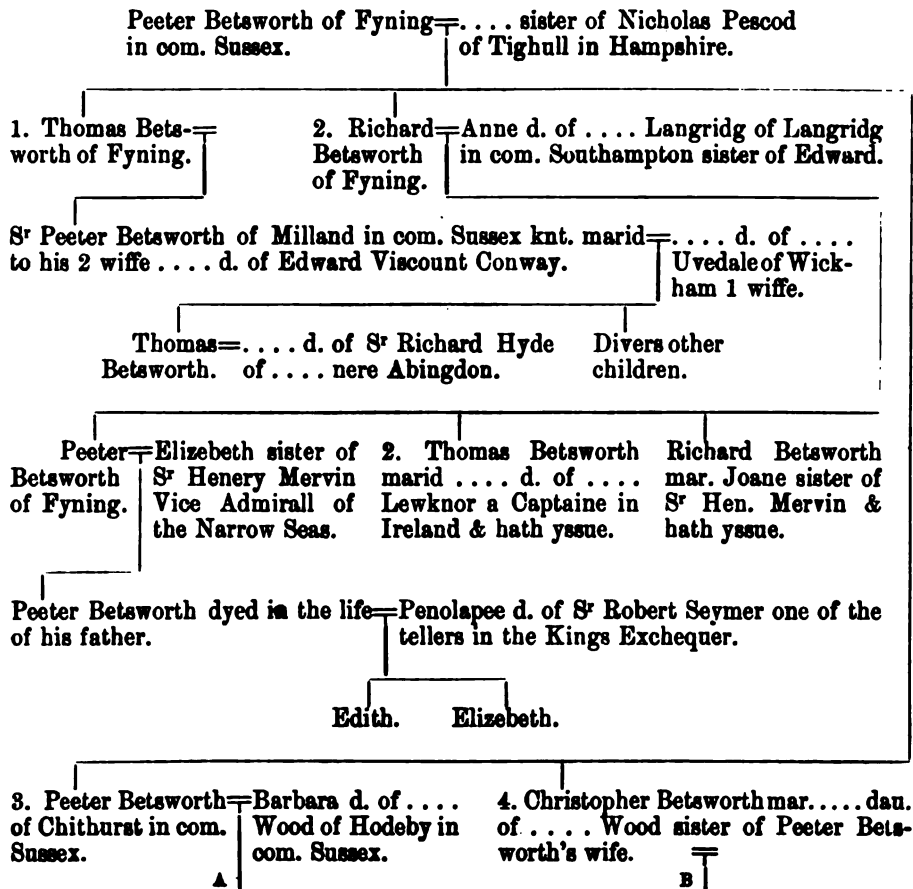 Peeter Betsworth of Fyning=. . . . sister of Nicholas Pescod
in com. Sussex. of Tighull in Hampshire.
1. Thomas Bets-=
worth of Fyning.
2. Richard=Anne d. of . . . . Langridg of Langridg
Betsworth in com. Southampton sister of Edward.
of Fyning.
Sr Peeter Betsworth of Milland in com. Sussex knt. marid=. . . . d. of . . . .
to his 2 wiffe . . . . d. of Edward Viscount Conway. Uvedale of Wick-
ham 1 wiffe.
Thomas=. . . . d. of Sr Richard Hyde
Betsworth. of . . . . nere Abingdon.
Divers other
children.
Peeter=Elizebeth sister of
Betsworth Sr Henery Mervin
of Fyning. Vice Admirall of
the Narrow Seas.
2. Thomas Betsworth
marid . . . . d. of . . . .
Lewknor a Captaine in
Ireland & hath yssue.
Richard Betsworth
mar. Joane sister of
Sr Hen. Mervin &
hath yssue.
Peeter Betsworth dyed in the life=Penolapee d. of Sr Robert Seymer one of the
of his father. tellers in the Kings Exchequer.
Edith. Elizebeth.
3. Peeter Betsworth=Barbara d. of . . . .
of Chithurst in com. Wood of Hodeby in
Sussex. com. Sussex.
A
4. Christopher Betsworth mar. . . . . dau.
of . . . . Wood sister of Peeter Bets-
worth's wife. =
B